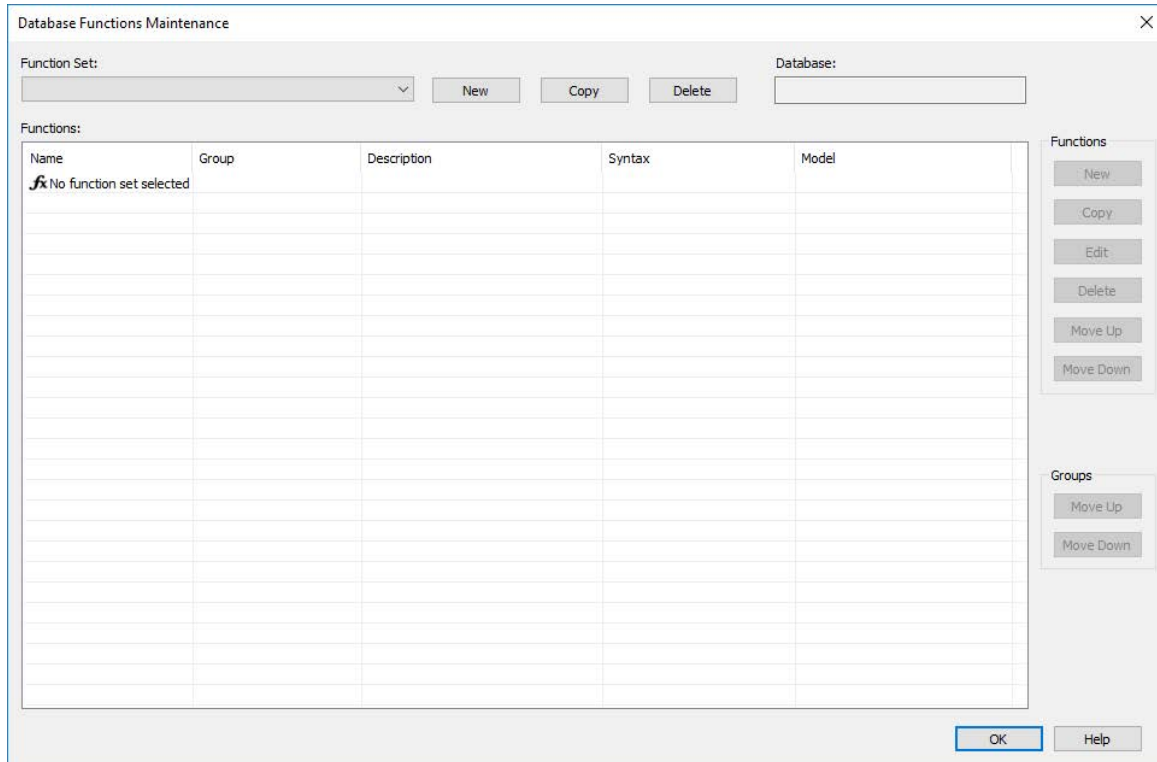 Database Functions Maintenance
Function Set:
Database:
New
Copy
Delete
Functions:
Name Group Description Syntax Model
fx No function set selected
Functions
New
Copy
Edit
Delete
Move Up
Move Down
Groups
Move Up
Move Down
OK
Help